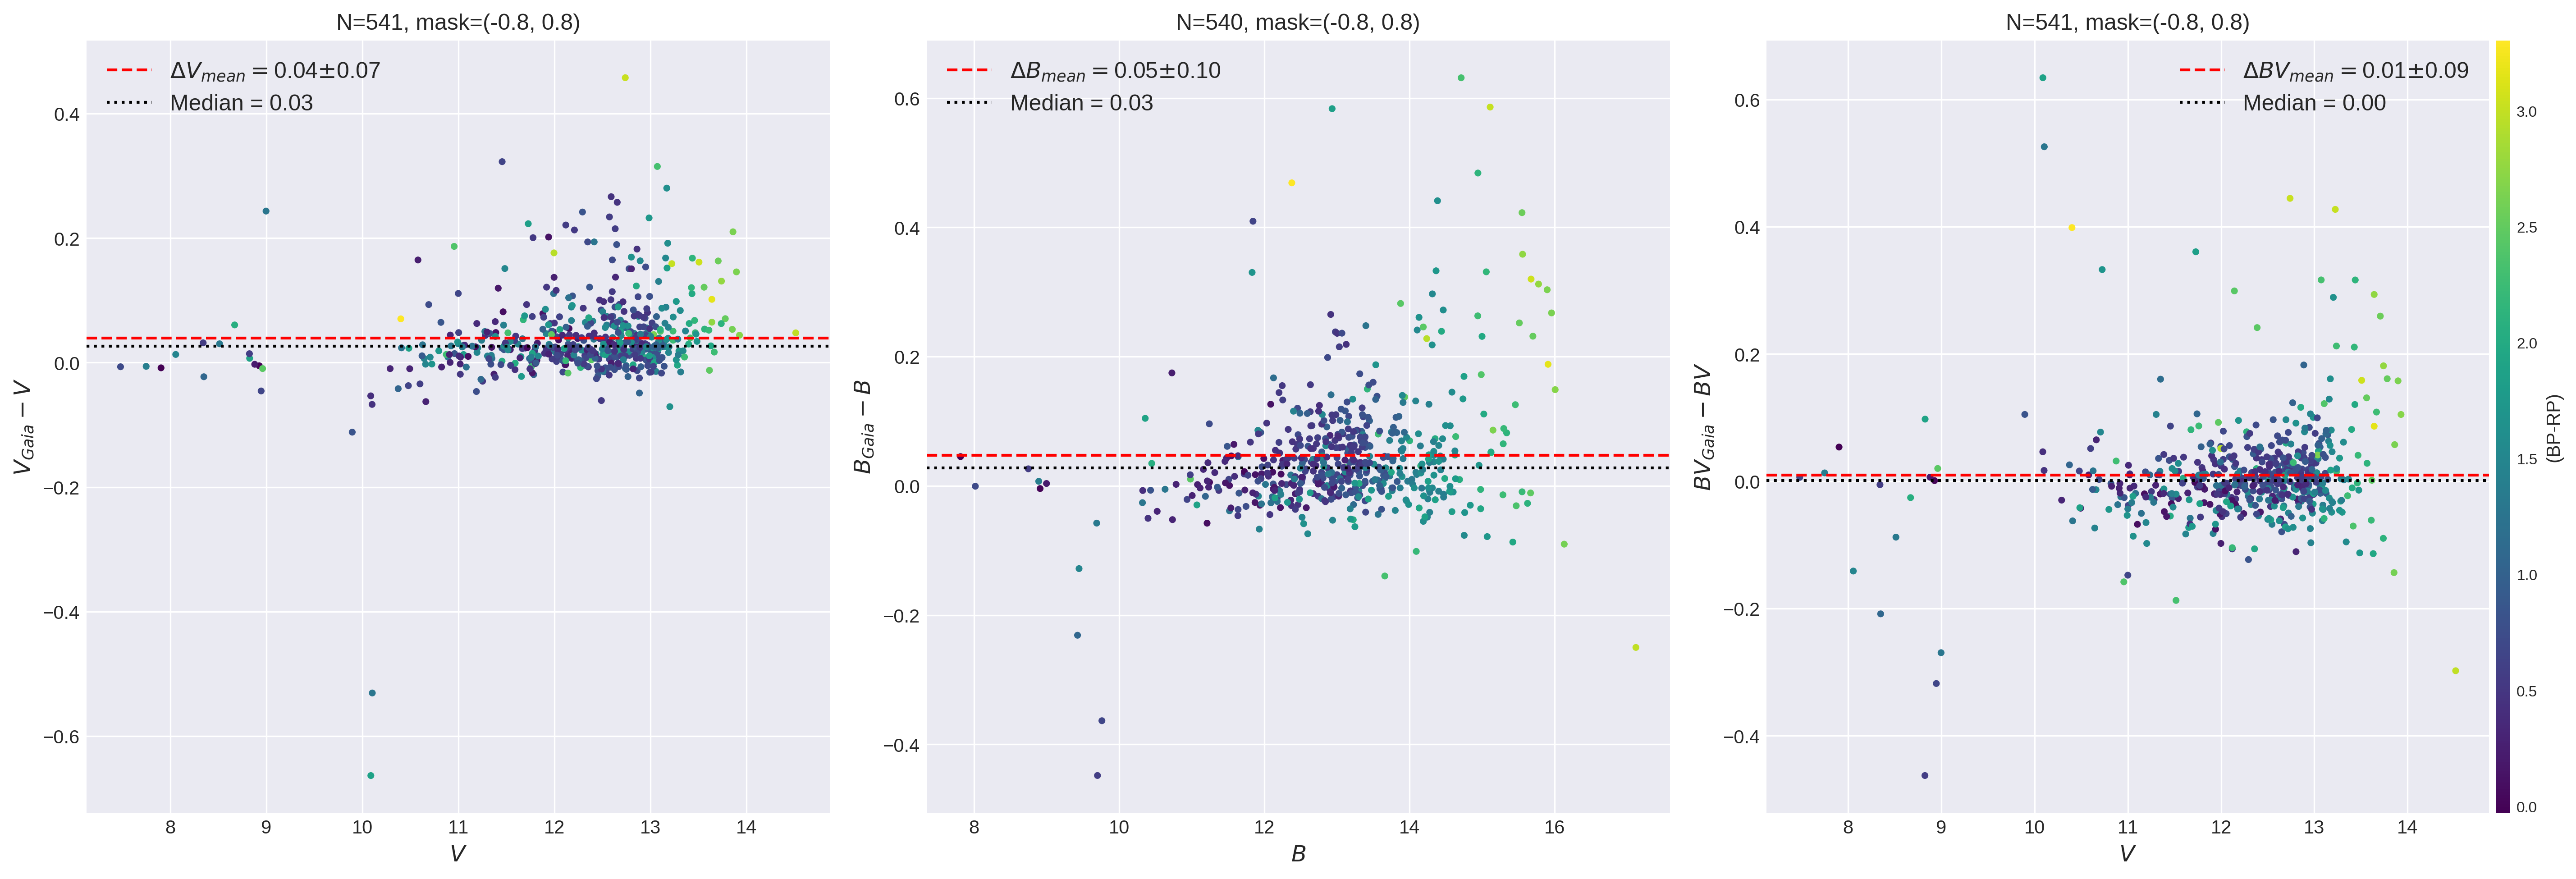 N=541, mask=(-0.8, 0.8)
ΔV_mean = 0.04±0.07
Median = 0.03
0.4
0.2
0.0
−0.2
−0.4
−0.6
V_Gaia − V
8 9 10 11 12 13 14
V
N=540, mask=(-0.8, 0.8)
ΔB_mean = 0.05±0.10
Median = 0.03
0.6
0.4
0.2
0.0
−0.2
−0.4
B_Gaia − B
8 10 12 14 16
B
N=541, mask=(-0.8, 0.8)
ΔBV_mean = 0.01±0.09
Median = 0.00
0.6
0.4
0.2
0.0
−0.2
−0.4
BV_Gaia − BV
8 9 10 11 12 13 14
V
3.0
2.5
2.0
1.5
1.0
0.5
0.0
(BP-RP)